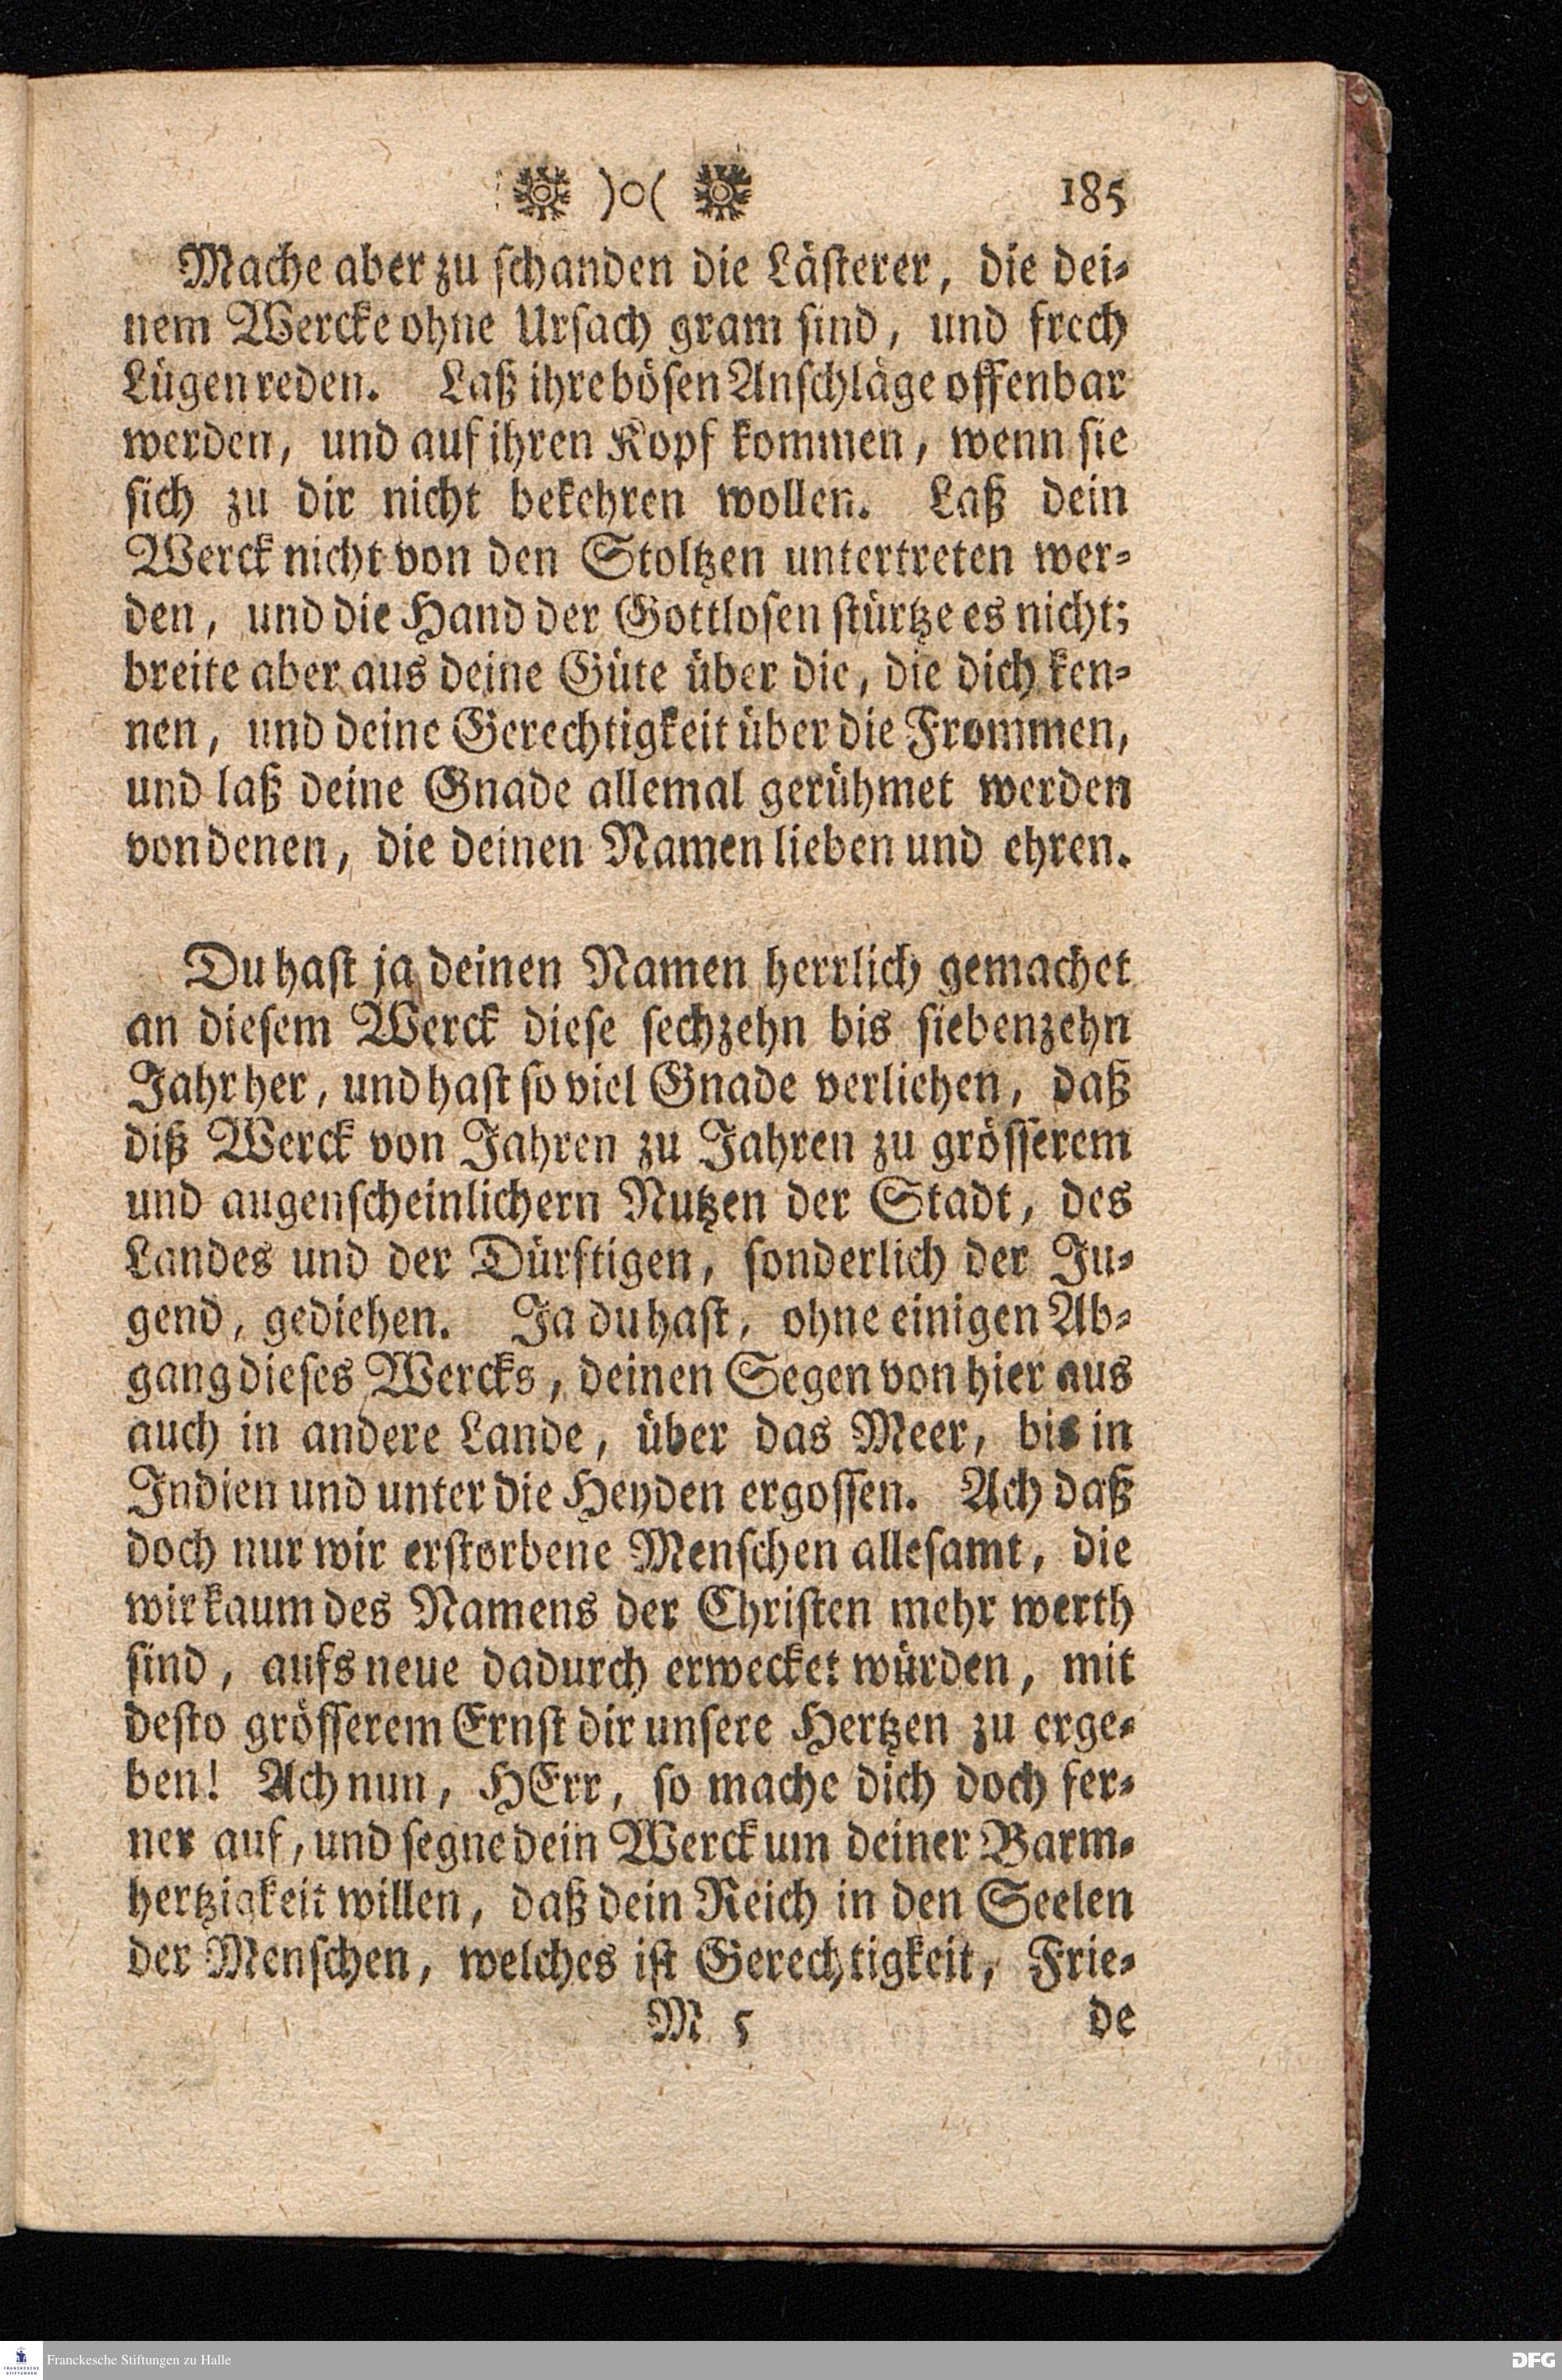 )o( 185
Mache aber zu schanden die Lästerer, die dei-
nem Wercke ohne Ursach gram sind, und frech
Lügen reden. Laß ihre bösen Anschläge offenbar
werden, und auf ihren Kopf kommen, wenn sie
sich zu dir nicht bekehren wollen. Laß dein
Werck nicht von den Stoltzen untertreten wer-
den, und die Hand der Gottlosen stürtze es nicht;
breite aber aus deine Güte über die, die dich ken-
nen, und deine Gerechtigkeit über die Frommen,
und laß deine Gnade allemal gerühmet werden
von denen, die deinen Namen lieben und ehren.
Du hast ja deinen Namen herrlich gemachet
an diesem Werck diese sechzehn bis siebenzehn
Jahr her, und hast so viel Gnade verliehen, daß
diß Werck von Jahren zu Jahren zu grösserem
und augenscheinlichern Nutzen der Stadt, des
Landes und der Dürftigen, sonderlich der Ju-
gend, gediehen. Ja du hast, ohne einigen Ab-
gang dieses Wercks, deinen Segen von hier aus
auch in andere Lande, über das Meer, bis in
Indien und unter die Heyden ergossen. Ach daß
doch nur wir erstorbene Menschen allesamt, die
wir kaum des Namens der Christen mehr werth
sind, aufs neue dadurch erwecket würden, mit
desto grösserem Ernst dir unsere Hertzen zu erge-
ben! Ach nun, HErr, so mache dich doch fer-
ner auf, und segne dein Werck um deiner Barm-
hertzigkeit willen, daß dein Reich in den Seelen
der Menschen, welches ist Gerechtigkeit, Frie-
M 5 de
FRANCKESCHE STIFTUNGEN
Franckesche Stiftungen zu Halle
DFG